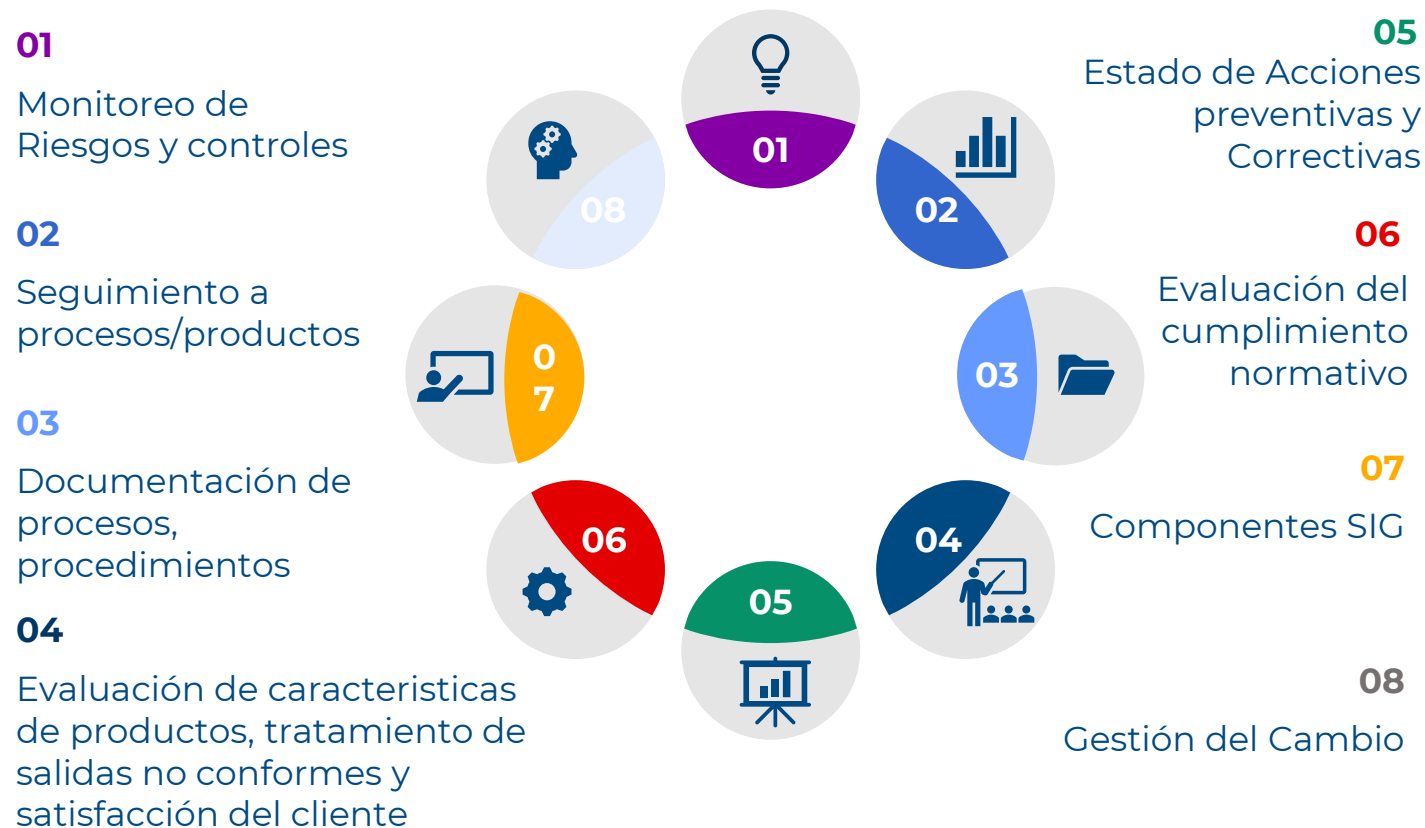 01
Monitoreo de
Riesgos y controles
02
Seguimiento a
procesos/productos
03
Documentación de
procesos,
procedimientos
04
Evaluación de caracteristicas
de productos, tratamiento de
salidas no conformes y
satisfacción del cliente
01
02
03
04
05
06
0
7
08
05
Estado de Acciones
preventivas y
Correctivas
06
Evaluación del
cumplimiento
normativo
07
Componentes SIG
08
Gestión del Cambio